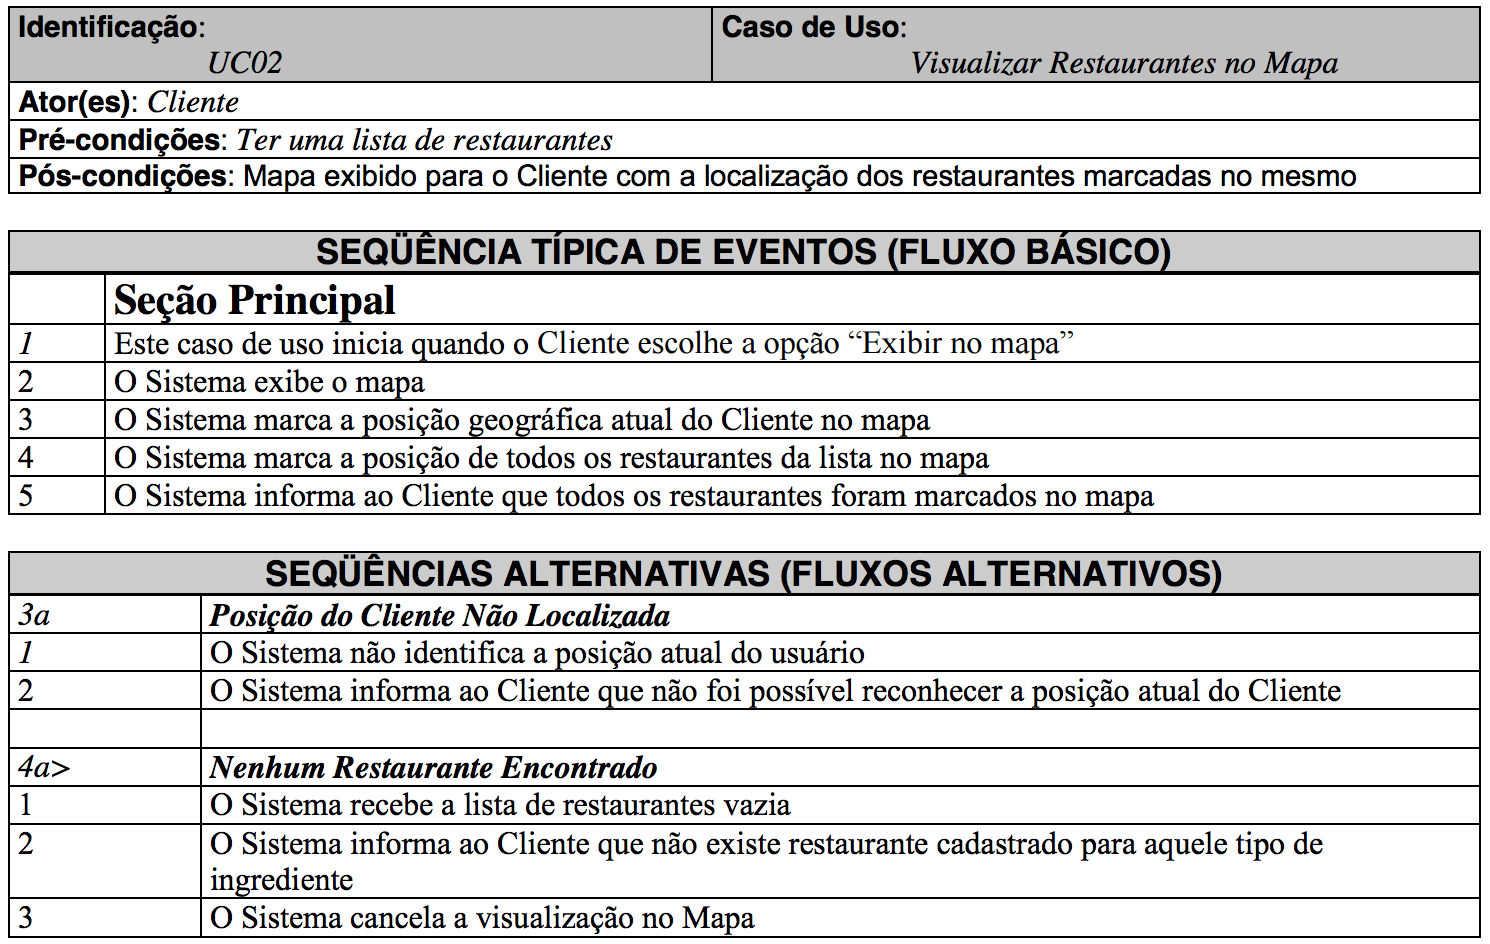 Identificação:
UC02
Caso de Uso:
Visualizar Restaurantes no Mapa
Ator(es): Cliente
Pré-condições: Ter uma lista de restaurantes
Pós-condições: Mapa exibido para o Cliente com a localização dos restaurantes marcadas no mesmo
SEQÜÊNCIA TÍPICA DE EVENTOS (FLUXO BÁSICO)
Seção Principal
1 Este caso de uso inicia quando o Cliente escolhe a opção “Exibir no mapa”
2 O Sistema exibe o mapa
3 O Sistema marca a posição geográfica atual do Cliente no mapa
4 O Sistema marca a posição de todos os restaurantes da lista no mapa
5 O Sistema informa ao Cliente que todos os restaurantes foram marcados no mapa
SEQÜÊNCIAS ALTERNATIVAS (FLUXOS ALTERNATIVOS)
3a Posição do Cliente Não Localizada
1 O Sistema não identifica a posição atual do usuário
2 O Sistema informa ao Cliente que não foi possível reconhecer a posição atual do Cliente
4a> Nenhum Restaurante Encontrado
1 O Sistema recebe a lista de restaurantes vazia
2 O Sistema informa ao Cliente que não existe restaurante cadastrado para aquele tipo de
ingrediente
3 O Sistema cancela a visualização no Mapa